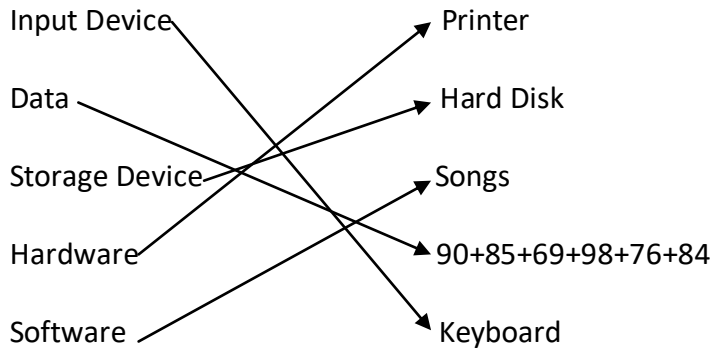 Input Device Printer
Data Hard Disk
Storage Device Songs
Hardware 90+85+69+98+76+84
Software Keyboard